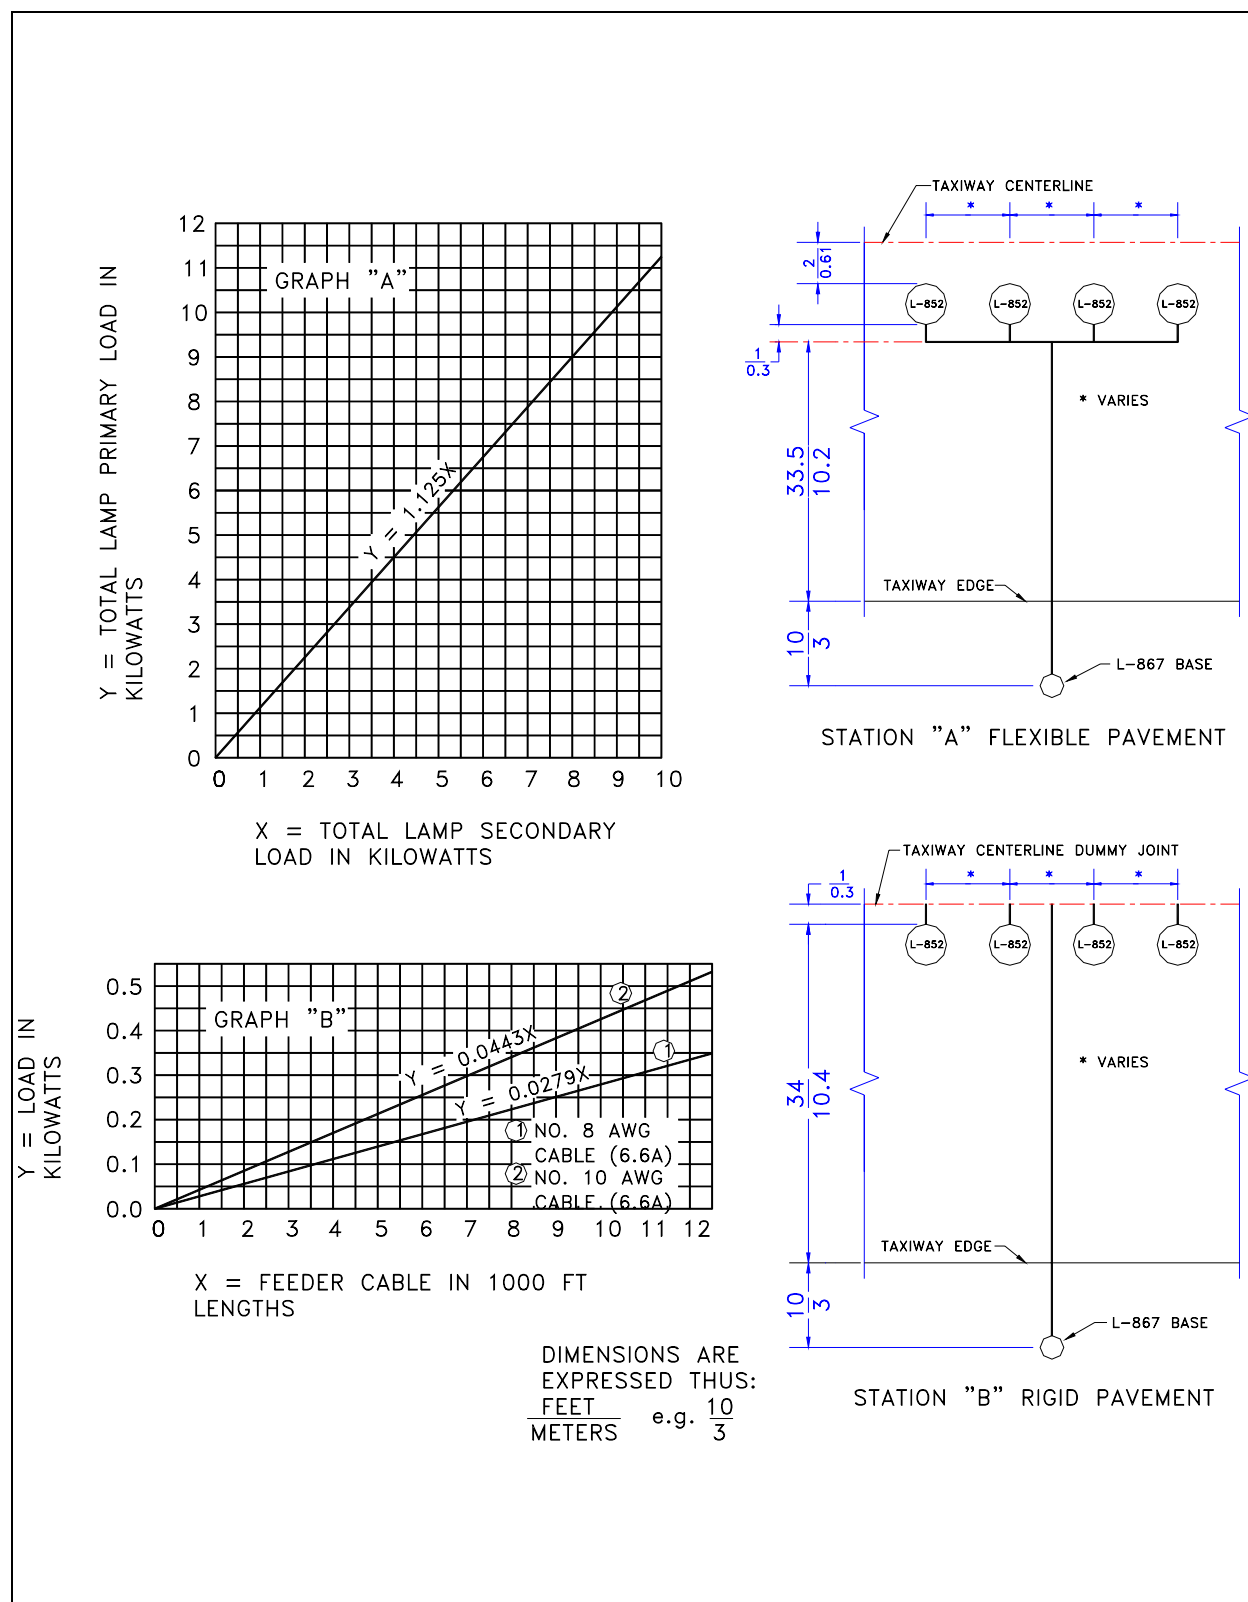 12
11
10
9
8
7
6
5
4
3
2
1
0
GRAPH "A"
Y = 1.125X
0 1 2 3 4 5 6 7 8 9 10
Y = TOTAL LAMP PRIMARY LOAD IN
KILOWATTS
X = TOTAL LAMP SECONDARY
LOAD IN KILOWATTS
TAXIWAY CENTERLINE
* * *
2
0.61
L-852 L-852 L-852 L-852
1
0.3
* VARIES
33.5
10.2
TAXIWAY EDGE
10
3
L-867 BASE
STATION "A" FLEXIBLE PAVEMENT
0.5
0.4
0.3
0.2
0.1
0.0
GRAPH "B"
2
1
Y = 0.0443X
Y = 0.0279X
1 NO. 8 AWG
CABLE (6.6A)
2 NO. 10 AWG
CABLE (6.6A)
0 1 2 3 4 5 6 7 8 9 10 11 12
Y = LOAD IN
KILOWATTS
X = FEEDER CABLE IN 1000 FT
LENGTHS
TAXIWAY CENTERLINE DUMMY JOINT
1
0.3
* * *
L-852 L-852 L-852 L-852
* VARIES
34
10.4
TAXIWAY EDGE
10
3
L-867 BASE
STATION "B" RIGID PAVEMENT
DIMENSIONS ARE
EXPRESSED THUS:
FEET
METERS
e.g. 10
3